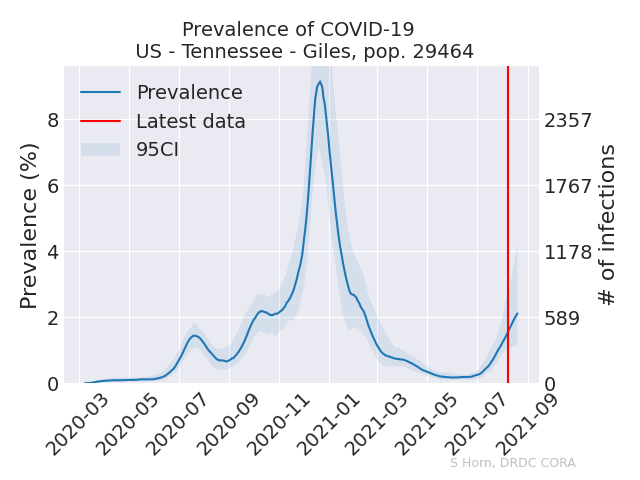 Prevalence of COVID-19
US - Tennessee - Giles, pop. 29464
Prevalence
Latest data
95CI
Prevalence (%)
8
6
4
2
0
2357
1767
1178
589
0
# of infections
2020-03
2020-05
2020-07
2020-09
2020-11
2021-01
2021-03
2021-05
2021-07
2021-09
S Horn, DRDC CORA